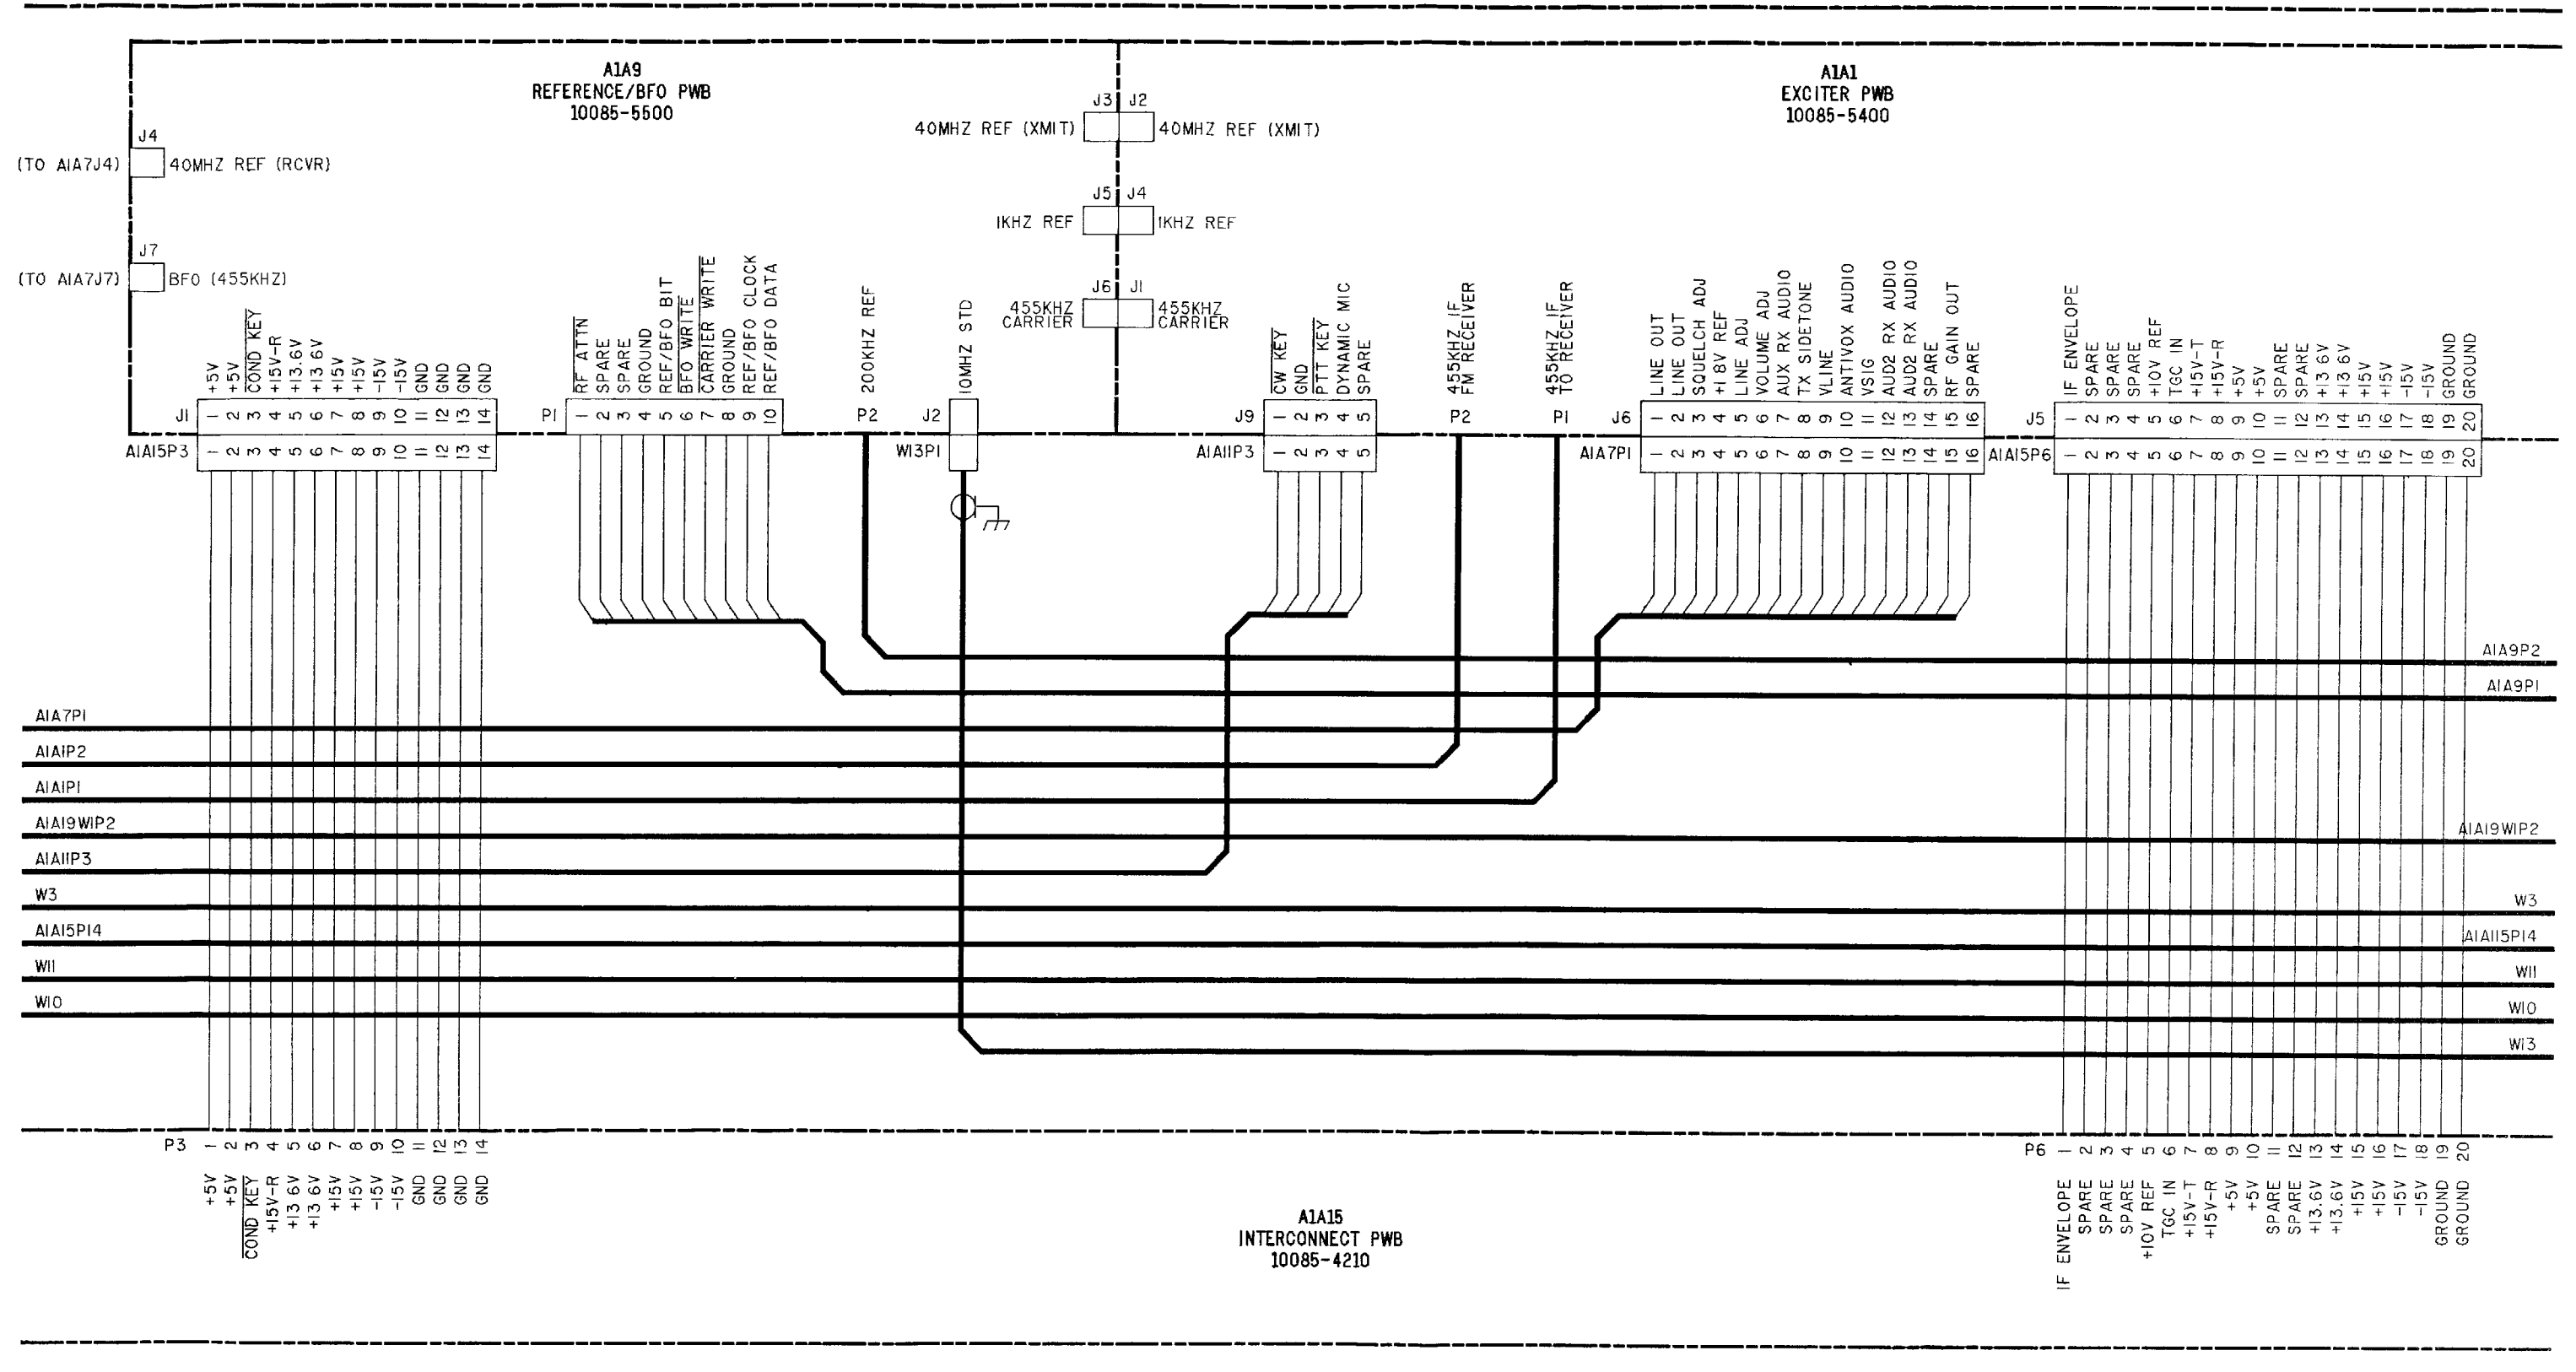 A1A9
REFERENCE/BFO PWB
10085-5500
A1A1
EXCITER PWB
10085-5400
J4
(TO A1A7J4)
40MHZ REF (RCVR)
J7
(TO A1A7J7)
BFO (455KHZ)
J3 J2
40MHZ REF (XMIT)
40MHZ REF (XMIT)
J5 J4
1KHZ REF
1KHZ REF
J6 J1
455KHZ
CARRIER
455KHZ
CARRIER
+5V
+5V
COND KEY
+15V-R
+13.6V
+13.6V
+15V
+15V
-15V
-15V
GND
GND
GND
GND
J1
1 2 3 4 5 6 7 8 9 10 11 12 13 14
A1A15P3
1 2 3 4 5 6 7 8 9 10 11 12 13 14
RF ATTN
SPARE
SPARE
GROUND
REF/BFO BIT
BFO WRITE
CARRIER WRITE
GROUND
REF/BFO CLOCK
REF/BFO DATA
P1
1 2 3 4 5 6 7 8 9 10
200KHZ REF
P2
10MHZ STD
J2
W13P1
CW KEY
GND
PTT KEY
DYNAMIC MIC
SPARE
J9
1 2 3 4 5
A1A11P3
1 2 3 4 5
455KHZ IF
FM RECEIVER
P2
455KHZ IF
TO RECEIVER
P1
LINE OUT
LINE OUT
SQUELCH ADJ
+18V REF
LINE ADJ
VOLUME ADJ
AUX RX AUDIO
TX SIDETONE
VLINE
ANTIVOX AUDIO
VSIG
AUD2 RX AUDIO
AUD2 RX AUDIO
SPARE
RF GAIN OUT
SPARE
J6
1 2 3 4 5 6 7 8 9 10 11 12 13 14 15 16
A1A7P1
1 2 3 4 5 6 7 8 9 10 11 12 13 14 15 16
IF ENVELOPE
SPARE
SPARE
SPARE
+10V REF
TGC IN
+15V-T
+15V-R
+5V
+5V
SPARE
SPARE
+13.6V
+13.6V
+15V
+15V
-15V
-15V
GROUND
GROUND
J5
1 2 3 4 5 6 7 8 9 10 11 12 13 14 15 16 17 18 19 20
A1A15P6
1 2 3 4 5 6 7 8 9 10 11 12 13 14 15 16 17 18 19 20
A1A9P2
A1A9P1
A1A7P1
A1A1P2
A1A1P1
A1A19W1P2
A1A19W1P2
A1A11P3
W3
W3
A1A15P14
A1A115P14
W11
W11
W10
W10
W13
P3
1 2 3 4 5 6 7 8 9 10 11 12 13 14
+5V
+5V
COND KEY
+15V-R
+13.6V
+13.6V
+15V
+15V
-15V
-15V
GND
GND
GND
GND
P6
1 2 3 4 5 6 7 8 9 10 11 12 13 14 15 16 17 18 19 20
IF ENVELOPE
SPARE
SPARE
SPARE
+10V REF
TGC IN
+15V-T
+15V-R
+5V
+5V
SPARE
SPARE
+13.6V
+13.6V
+15V
+15V
-15V
-15V
GROUND
GROUND
A1A15
INTERCONNECT PWB
10085-4210